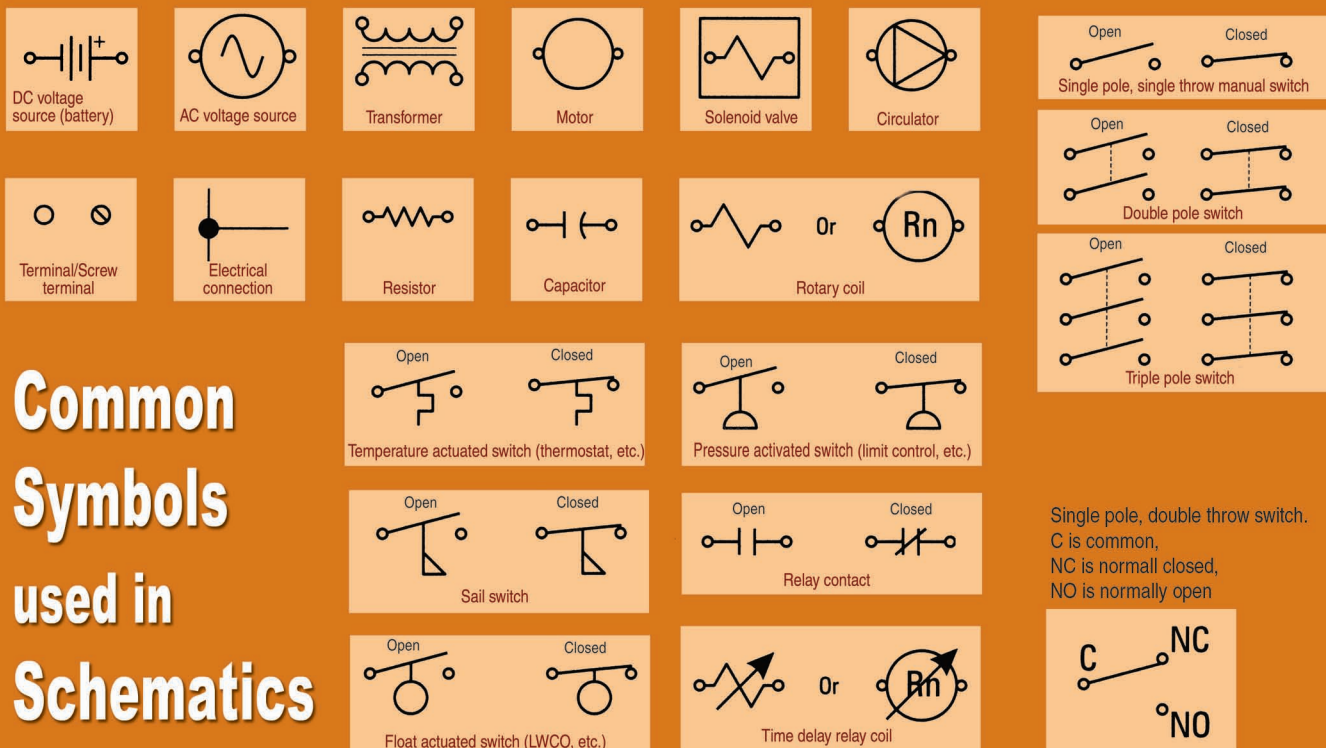 DC voltage
source (battery)
AC voltage source
Transformer
Motor
Solenoid valve
Circulator
Open
Closed
Single pole, single throw manual switch
Open
Closed
Double pole switch
Terminal/Screw
terminal
Electrical
connection
Resistor
Capacitor
Or
Rn
Rotary coil
Open
Closed
Triple pole switch
Common
Symbols
used in
Schematics
Open
Closed
Temperature actuated switch (thermostat, etc.)
Open
Closed
Pressure activated switch (limit control, etc.)
Open
Closed
Sail switch
Open
Closed
Relay contact
Open
Closed
Float actuated switch (LWCO, etc.)
Or
Rn
Time delay relay coil
Single pole, double throw switch.
C is common,
NC is normall closed,
NO is normally open
C
NC
NO